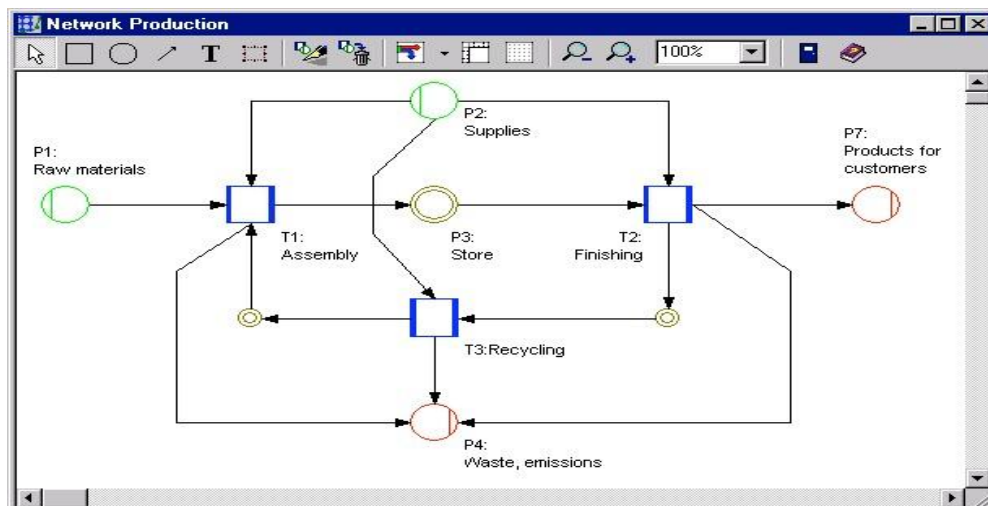 Network Production
T
100%
P2:
Supplies
P7:
Products for
customers
P1:
Raw materials
T1:
Assembly
P3:
Store
T2:
Finishing
T3:Recycling
P4:
Waste, emissions